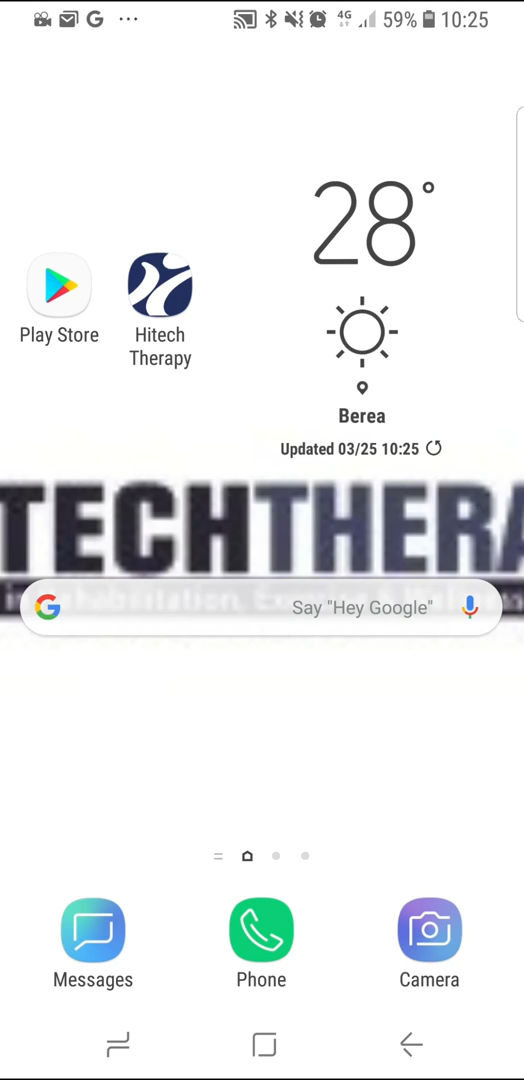 4G 59% 10:25
28°
Play Store
Hitech
Therapy
Berea
Updated 03/25 10:25
TECHTHERA
Say "Hey Google"
Messages
Phone
Camera